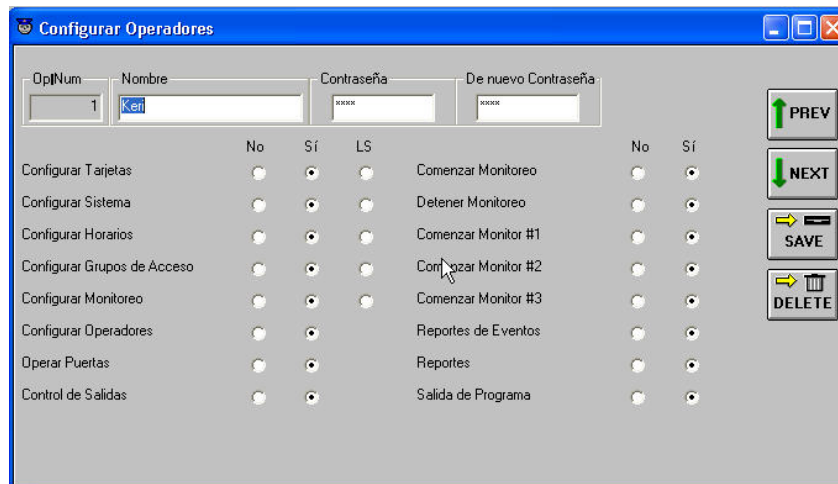 Configurar Operadores
OplNum Nombre Contraseña De nuevo Contraseña
1 Keri **** ****
PREV
No Sí LS No Sí
Configurar Tarjetas Comenzar Monitoreo
NEXT
Configurar Sistema Detener Monitoreo
Configurar Horarios Comenzar Monitor #1
SAVE
Configurar Grupos de Acceso Comenzar Monitor #2
Configurar Monitoreo Comenzar Monitor #3
DELETE
Configurar Operadores Reportes de Eventos
Operar Puertas Reportes
Control de Salidas Salida de Programa